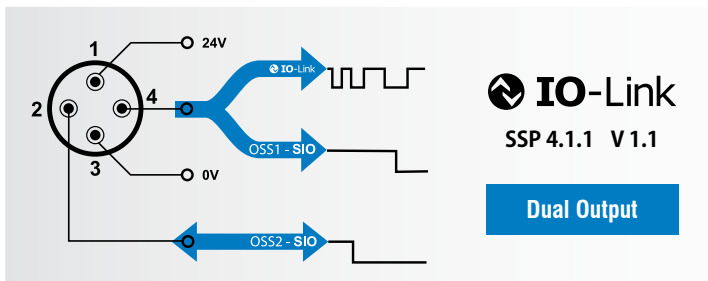 1
24V
2
4
3
0V
IO-Link
OSS1 - SIO
OSS2 - SIO
IO-Link
SSP 4.1.1 V 1.1
Dual Output